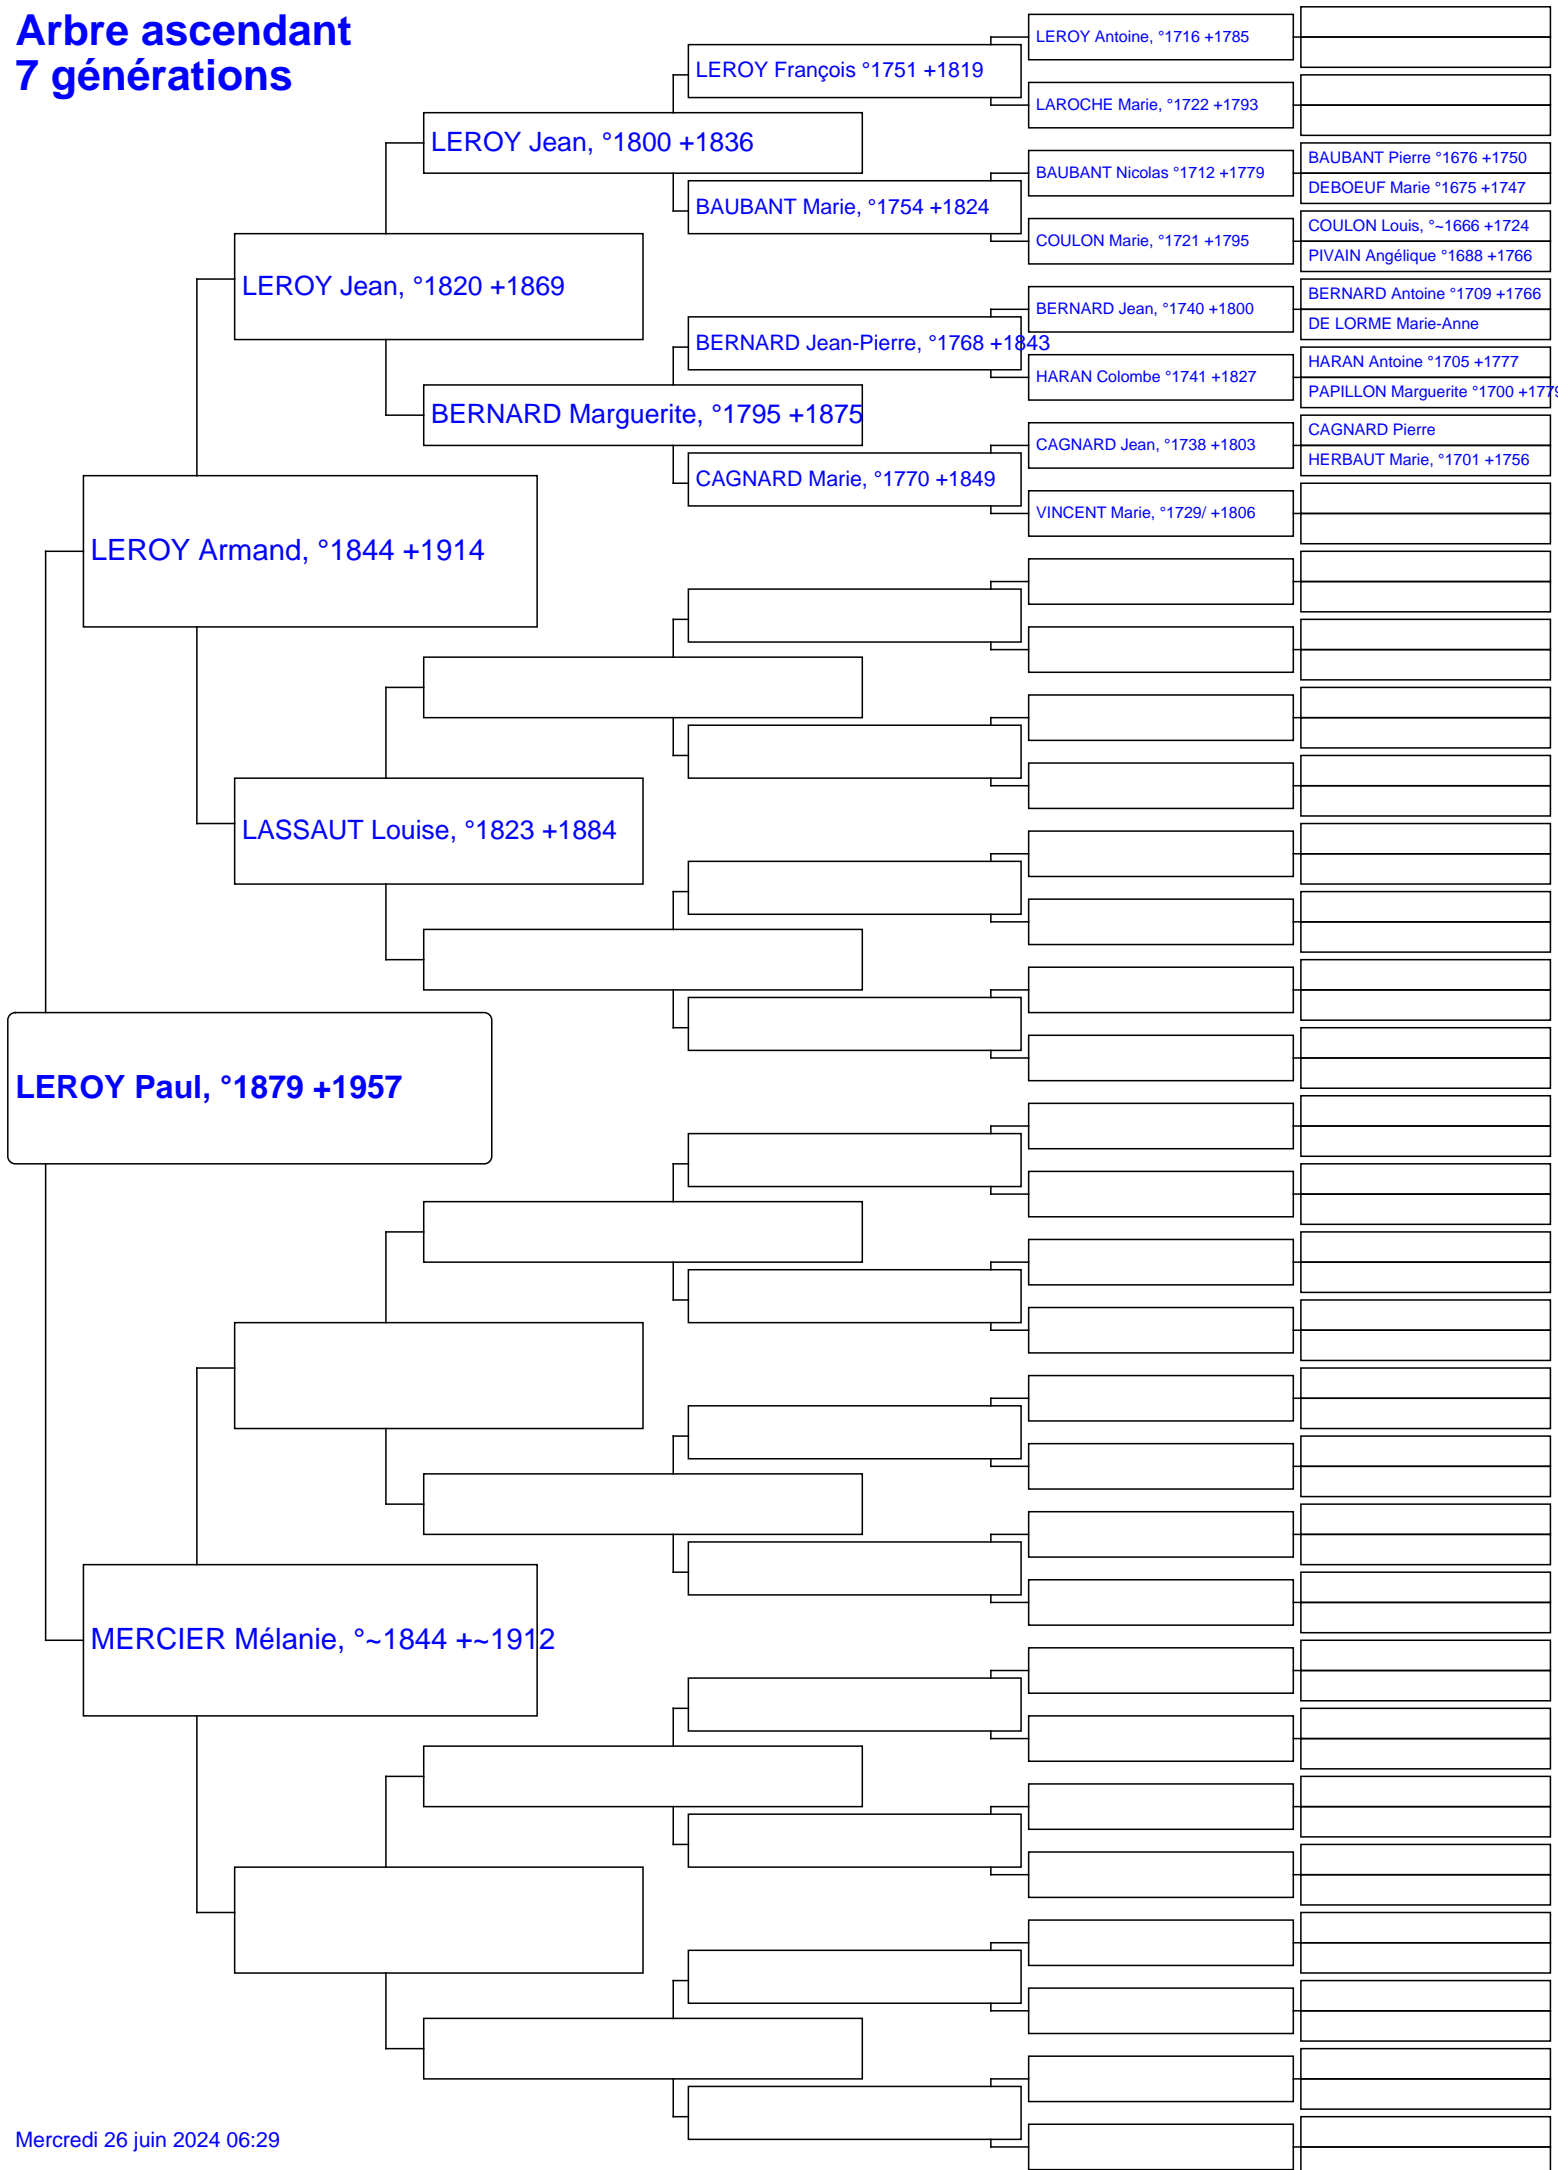 Arbre ascendant
7 générations
LEROY Paul, °1879 +1957
LEROY Armand, °1844 +1914
MERCIER Mélanie, °~1844 +~1912
LEROY Jean, °1820 +1869
LASSAUT Louise, °1823 +1884
LEROY Jean, °1800 +1836
BERNARD Marguerite, °1795 +1875
LEROY François °1751 +1819
BAUBANT Marie, °1754 +1824
BERNARD Jean-Pierre, °1768 +1843
CAGNARD Marie, °1770 +1849
LEROY Antoine, °1716 +1785
LAROCHE Marie, °1722 +1793
BAUBANT Nicolas °1712 +1779
COULON Marie, °1721 +1795
BERNARD Jean, °1740 +1800
HARAN Colombe °1741 +1827
CAGNARD Jean, °1738 +1803
VINCENT Marie, °1729/ +1806
BAUBANT Pierre °1676 +1750
DEBOEUF Marie °1675 +1747
COULON Louis, °~1666 +1724
PIVAIN Angélique °1688 +1766
BERNARD Antoine °1709 +1766
DE LORME Marie-Anne
HARAN Antoine °1705 +1777
PAPILLON Marguerite °1700 +1779
CAGNARD Pierre
HERBAUT Marie, °1701 +1756
Mercredi 26 juin 2024 06:29